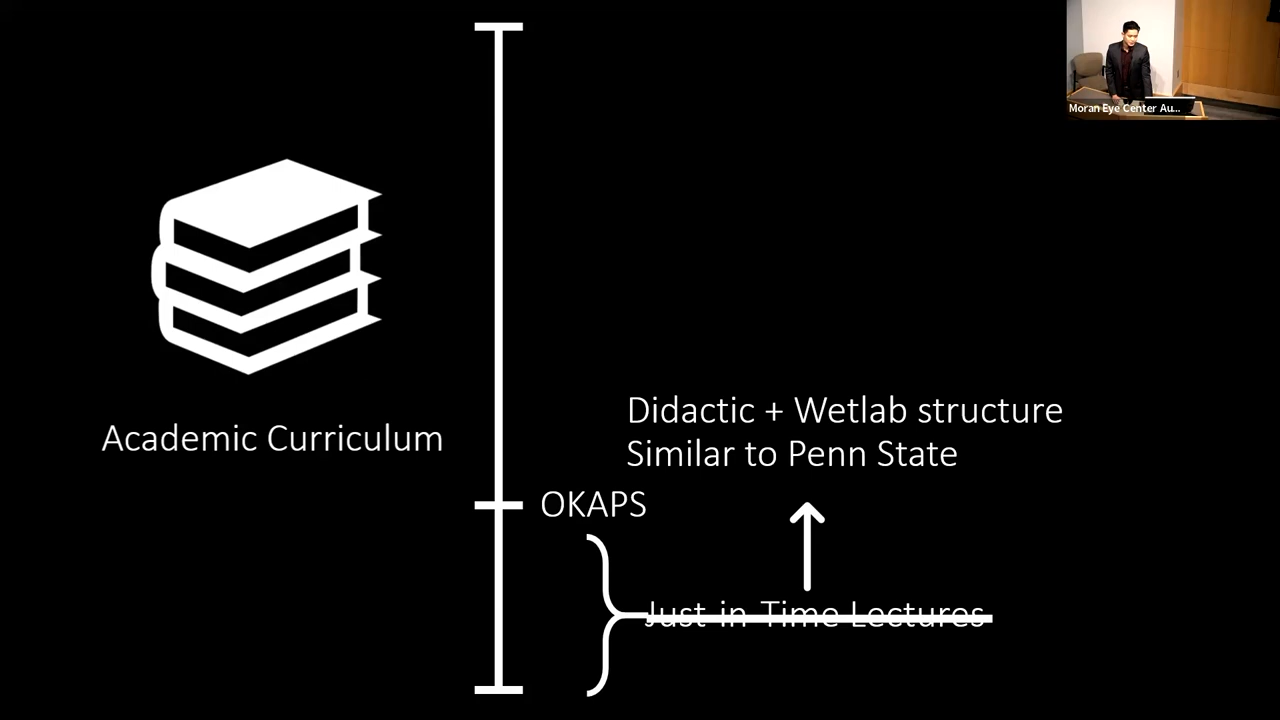 Moran Eye Center Au...
Academic Curriculum
Didactic + Wetlab structure
Similar to Penn State
OKAPS
Just-in-Time Lectures